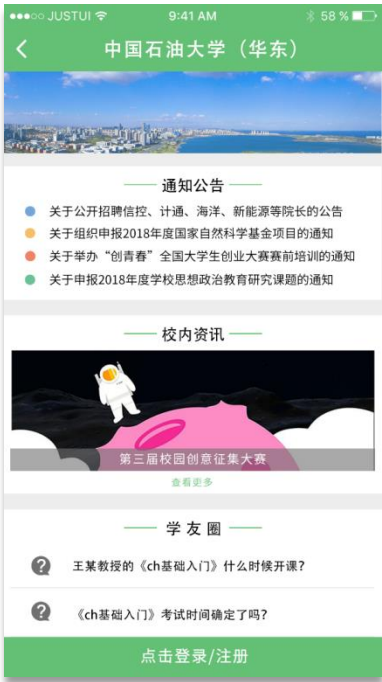 JUSTUI 9:41 AM 58 %
中国石油大学（华东）
通知公告
关于公开招聘信控、计通、海洋、新能源等院长的公告
关于组织申报2018年度国家自然科学基金项目的通知
关于举办“创青春”全国大学生创业大赛赛前培训的通知
关于申报2018年度学校思想政治教育研究课题的通知
校内资讯
第三届校园创意征集大赛
查看更多
学友圈
王某教授的《ch基础入门》什么时候开课?
《ch基础入门》考试时间确定了吗?
点击登录/注册